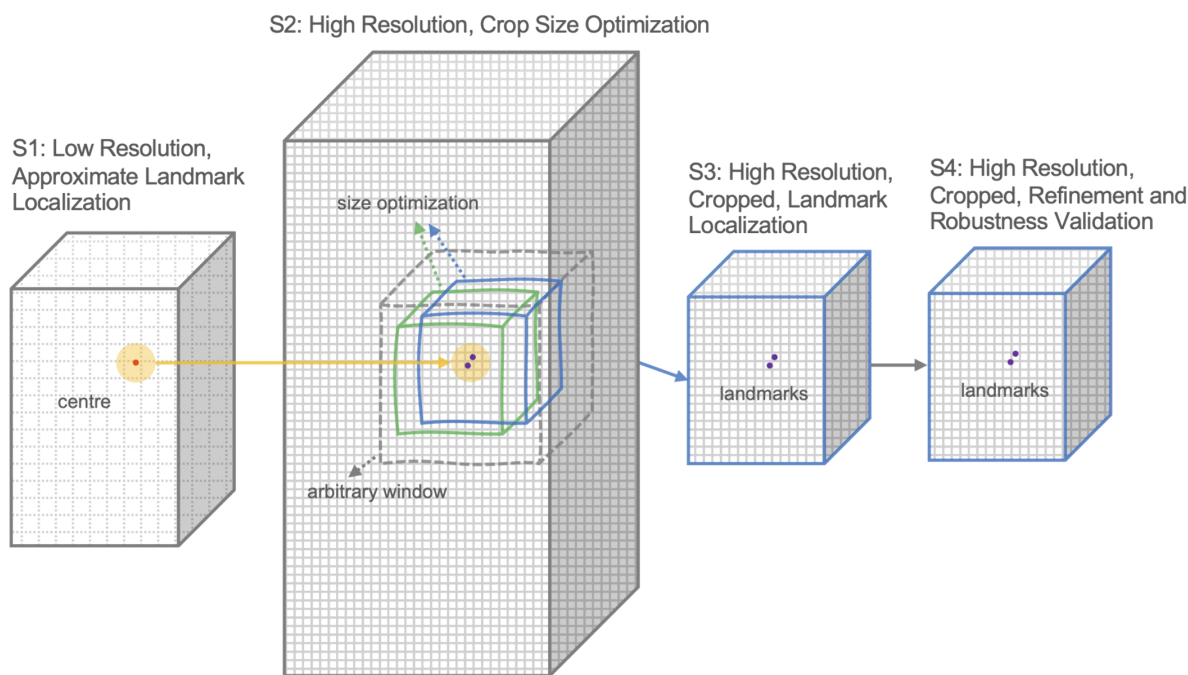 S2: High Resolution, Crop Size Optimization
S1: Low Resolution,
Approximate Landmark
Localization
size optimization
S3: High Resolution,
Cropped, Landmark
Localization
S4: High Resolution,
Cropped, Refinement and
Robustness Validation
centre
arbitrary window
landmarks
landmarks